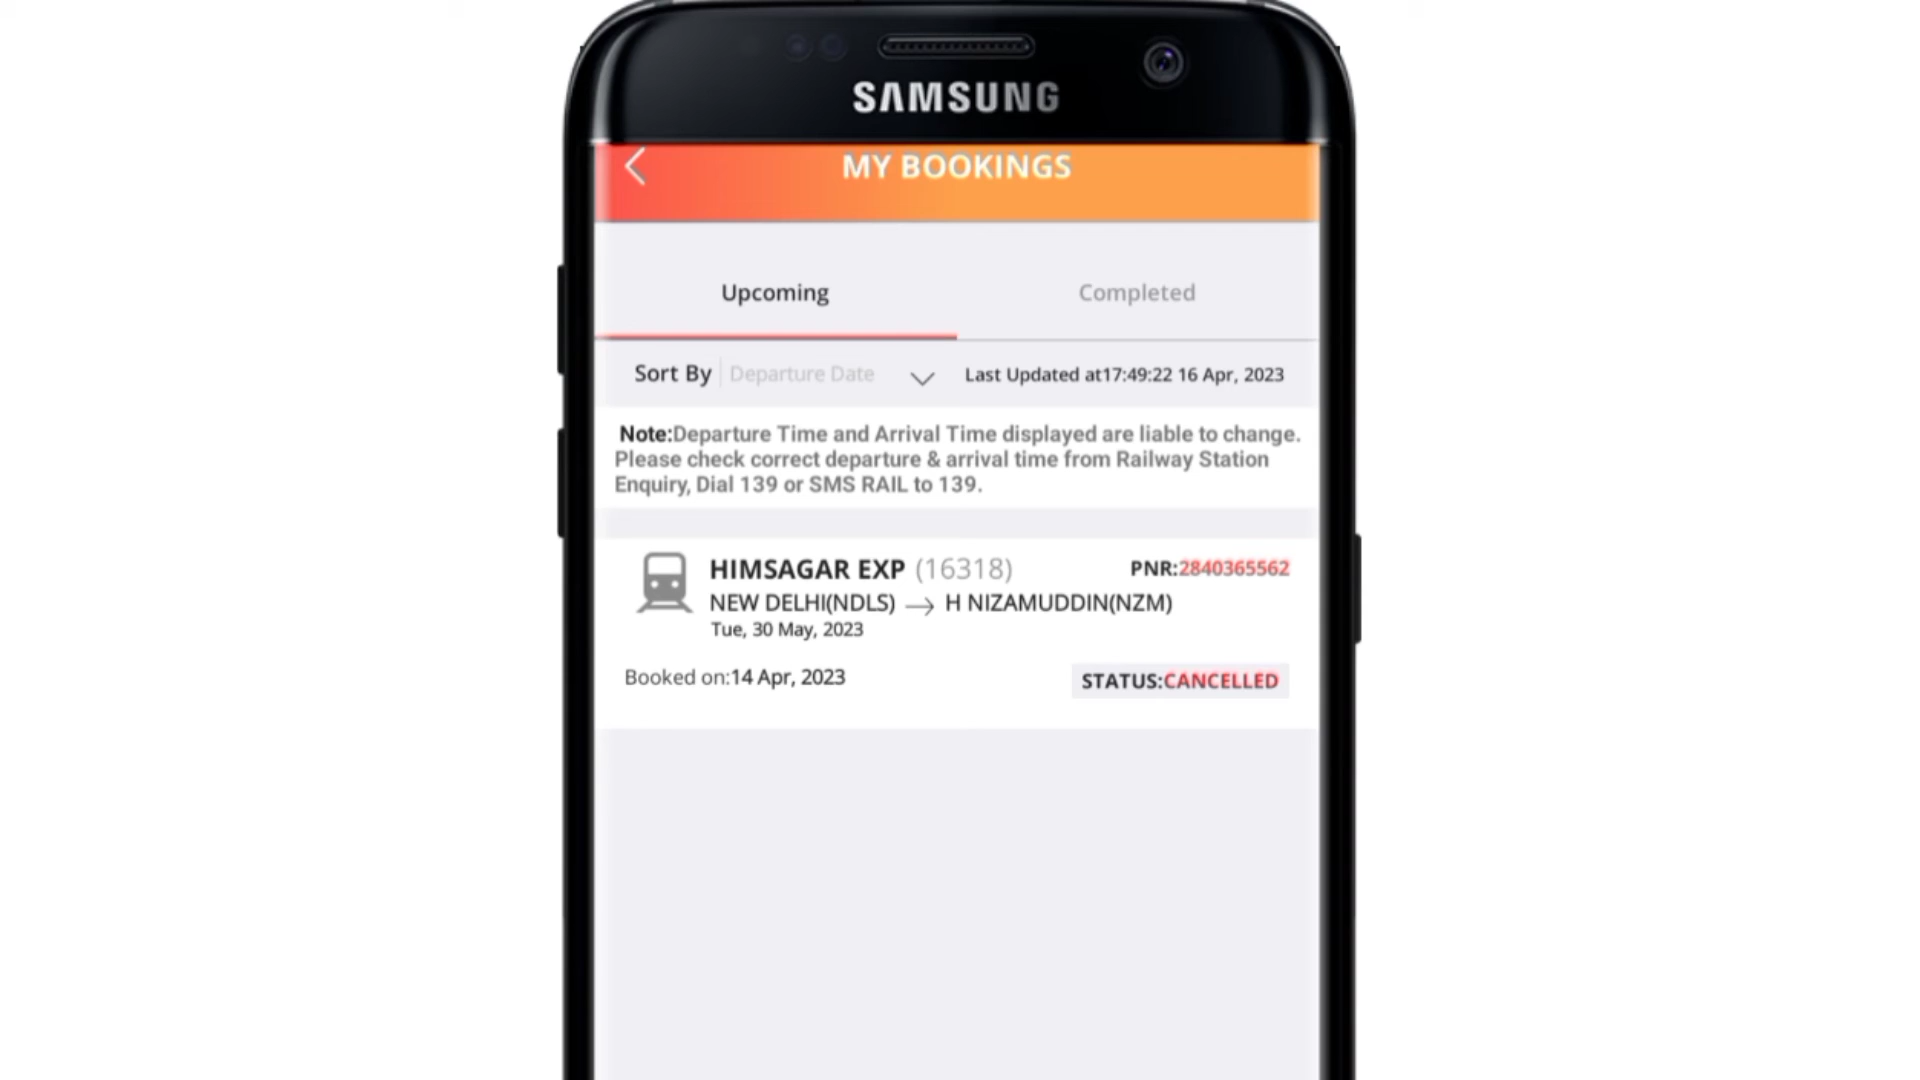 SAMSUNG
MY BOOKINGS
Upcoming Completed
Sort By Departure Date Last Updated at17:49:22 16 Apr, 2023
Note:Departure Time and Arrival Time displayed are liable to change.
Please check correct departure & arrival time from Railway Station
Enquiry, Dial 139 or SMS RAIL to 139.
HIMSAGAR EXP (16318) PNR:2840365562
NEW DELHI(NDLS) → H NIZAMUDDIN(NZM)
Tue, 30 May, 2023
Booked on:14 Apr, 2023 STATUS:CANCELLED